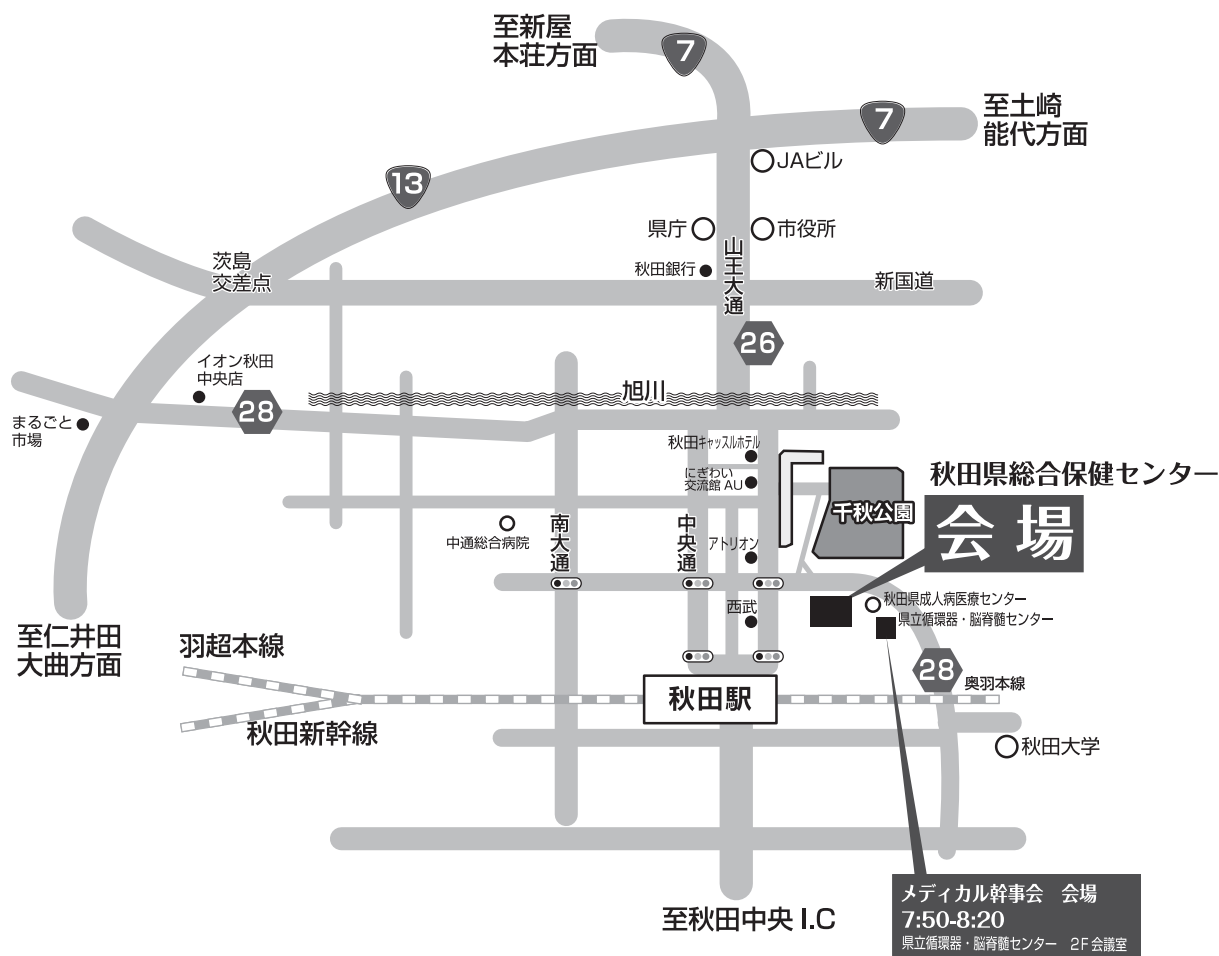 至新屋
本荘方面
7
7
至土崎
能代方面
JAビル
13
県庁
市役所
山王大通
秋田銀行
茨島
交差点
新国道
26
イオン秋田
中央店
旭川
28
まるごと
市場
秋田キャッスルホテル
にぎわい
交流館 AU
秋田県総合保健センター
会 場
千秋公園
南大通
中央通
アトリオン
中通総合病院
西武
秋田県成人病医療センター
県立循環器・脳脊髄センター
至仁井田
大曲方面
羽超本線
28
奥羽本線
秋田駅
秋田新幹線
秋田大学
メディカル幹事会 会場
7:50-8:20
県立循環器・脳脊髄センター 2F会議室
至秋田中央 I.C